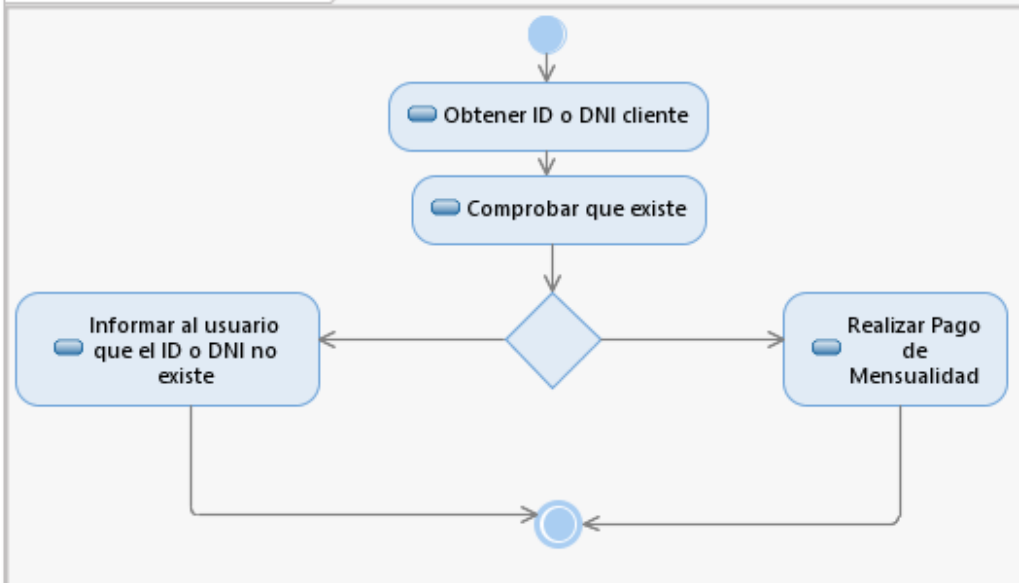 Obtener ID o DNI cliente
Comprobar que existe
Informar al usuario
que el ID o DNI no
existe
Realizar Pago
de
Mensualidad